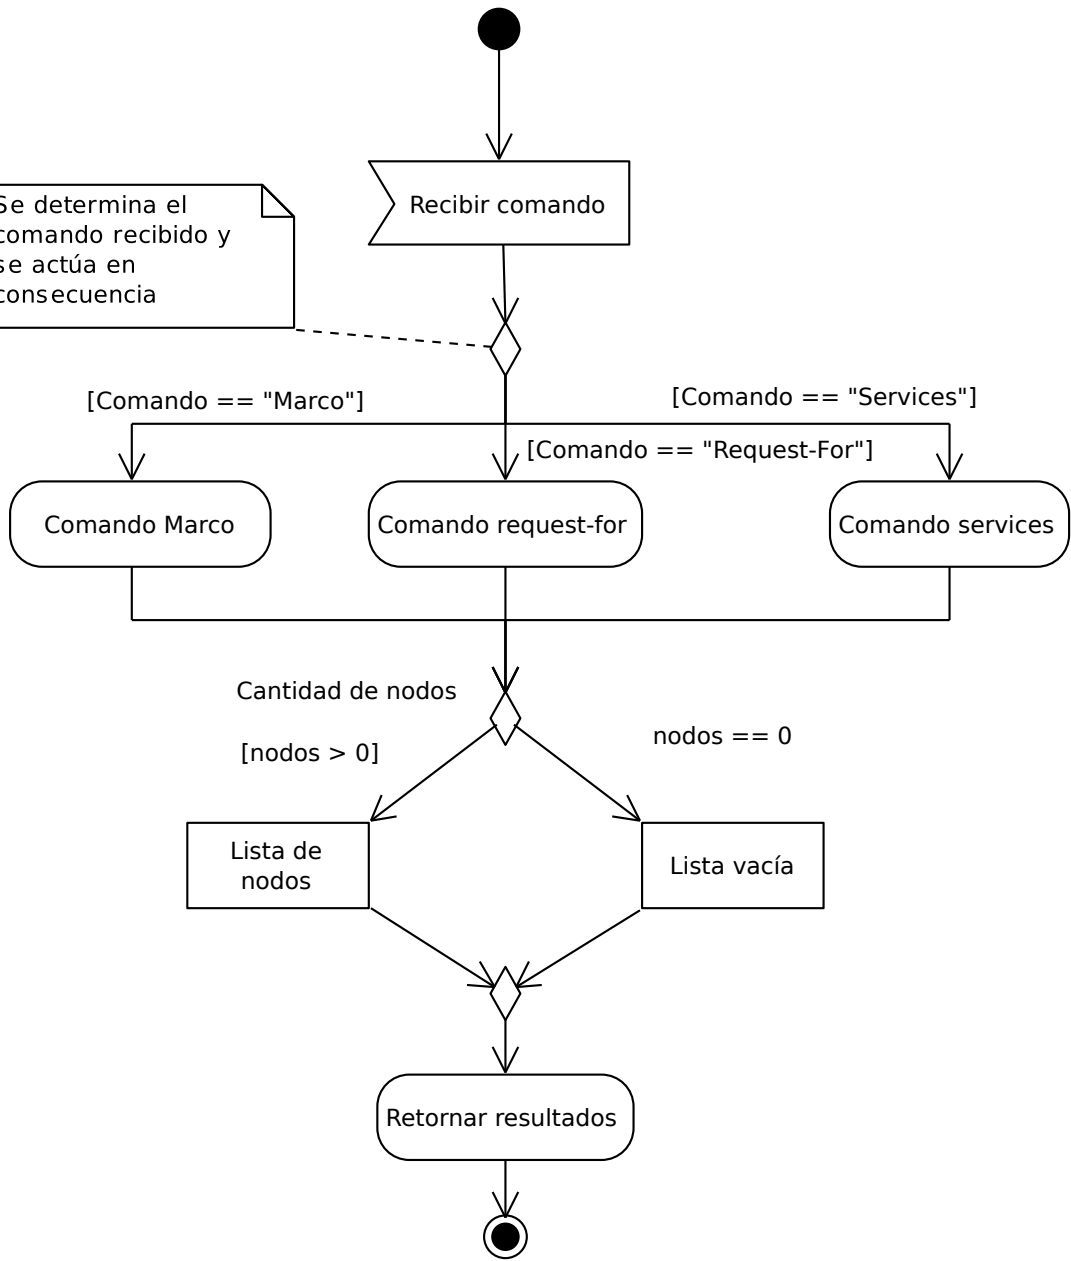 Recibir comando
Se determina el
comando recibido y
se actúa en
consecuencia
[Comando == "Marco"]
[Comando == "Services"]
[Comando == "Request-For"]
Comando Marco
Comando request-for
Comando services
Cantidad de nodos
nodos == 0
[nodos > 0]
Lista de
nodos
Lista vacía
Retornar resultados